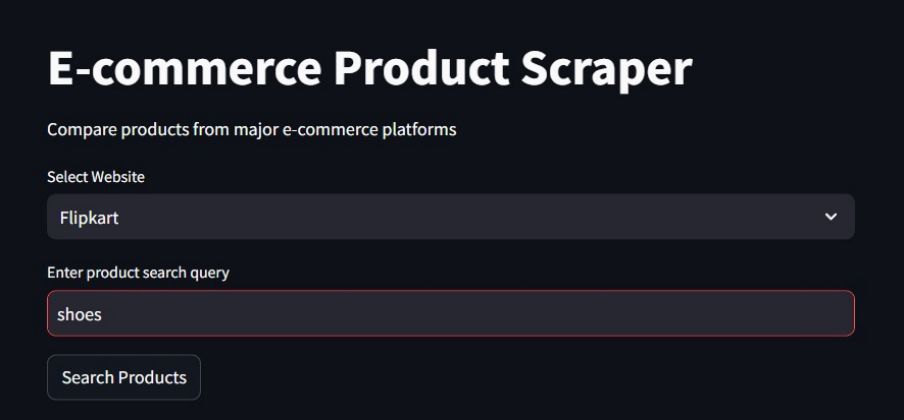 E-commerce Product Scraper
Compare products from major e-commerce platforms
Select Website
Flipkart
Enter product search query
shoes
Search Products